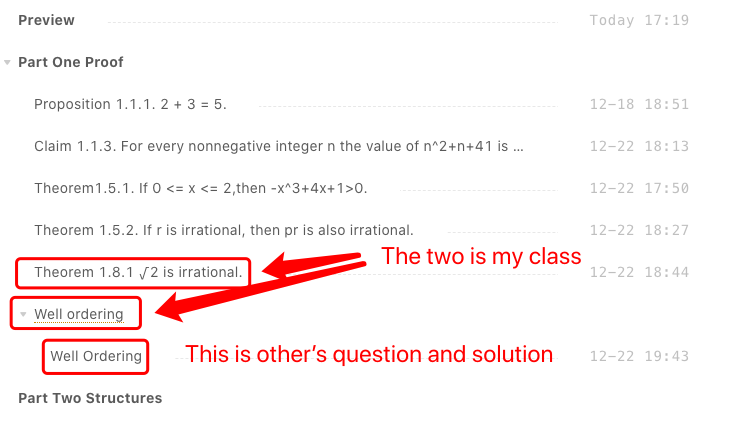 Preview Today 17:19
Part One Proof
Proposition 1.1.1. 2 + 3 = 5. 12-18 18:51
Claim 1.1.3. For every nonnegative integer n the value of n^2+n+41 is ... 12-22 18:13
Theorem1.5.1. If 0 <= x <= 2,then -x^3+4x+1>0. 12-22 17:50
Theorem 1.5.2. If r is irrational, then pr is also irrational. 12-22 18:27
The two is my class
Theorem 1.8.1 √2 is irrational. 12-22 18:44
Well ordering
Well Ordering This is other's question and solution 12-22 19:43
Part Two Structures